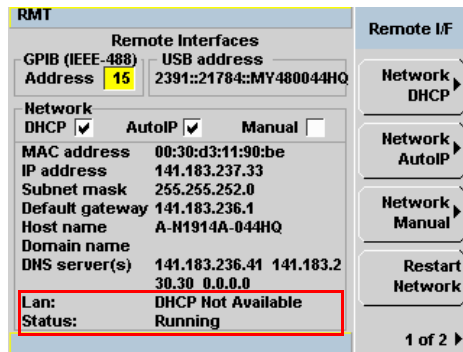 RMT
Remote Interfaces
GPIB (IEEE-488)
Address 15
USB address
2391::21784::MY480044HQ
Network
DHCP AutoIP Manual
MAC address 00:30:d3:11:90:be
IP address 141.183.237.33
Subnet mask 255.255.252.0
Default gateway 141.183.236.1
Host name A-N1914A-044HQ
Domain name
DNS server(s) 141.183.236.41 141.183.2
30.30 0.0.0.0
Lan: DHCP Not Available
Status: Running
Remote I/F
Network
DHCP
Network
AutoIP
Network
Manual
Restart
Network
1 of 2